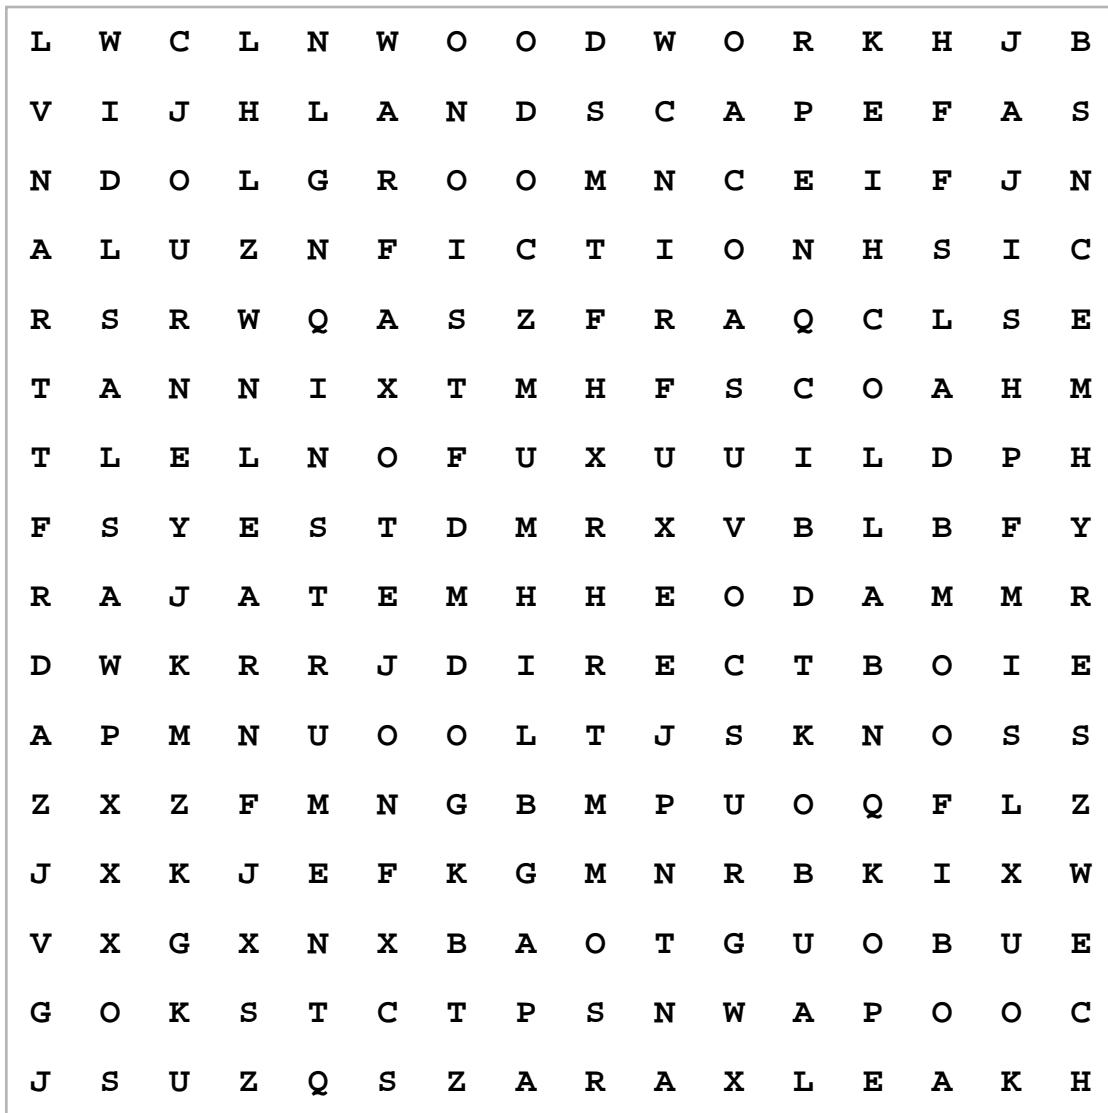 L W C L N W O O D W O R K H J B
V I J H L A N D S C A P E F A S
N D O L G R O O M N C E I F J N
A L U Z N F I C T I O N H S I C
R S R W Q A S Z F R A Q C L S E
T A N N I X T M H F S C O A H M
T L E L N O F U X U U I L D P H
F S Y E S T D M R X V B L B F Y
R A J A T E M H H E O D A M M R
D W K R R J D I R E C T B O I E
A P M N U O O L T J S K N O S S
Z X Z F M N G B M P U O Q F L Z
J X K J E F K G M N R B K I X W
V X G X N X B A O T G U O B U E
G O K S T C T P S N W A P O O C
J S U Z Q S Z A R A X L E A K H